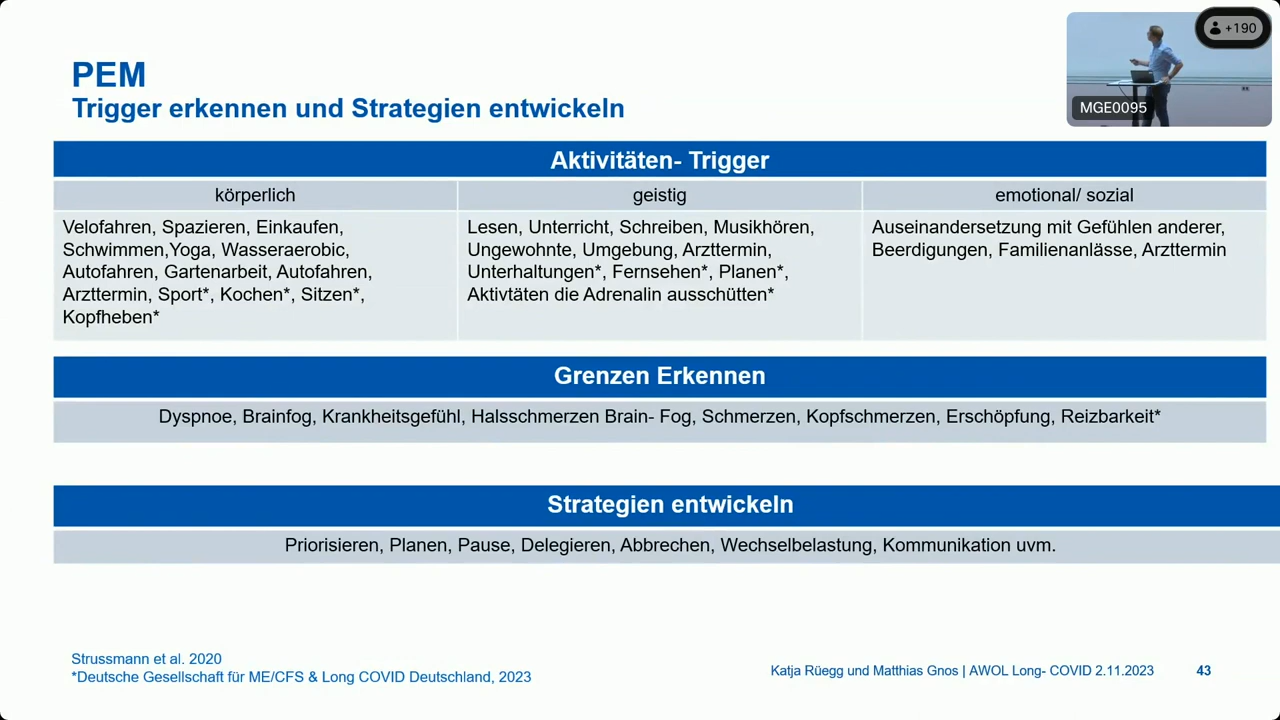 PEM
Trigger erkennen und Strategien entwickeln
+190
MGE0095
Aktivitäten- Trigger
körperlich
Velofahren, Spazieren, Einkaufen,
Schwimmen,Yoga, Wasseraerobic,
Autofahren, Gartenarbeit, Autofahren,
Arzttermin, Sport*, Kochen*, Sitzen*,
Kopfheben*
geistig
Lesen, Unterricht, Schreiben, Musikhören,
Ungewohnte, Umgebung, Arzttermin,
Unterhaltungen*, Fernsehen*, Planen*,
Aktivtäten die Adrenalin ausschütten*
emotional/ sozial
Auseinandersetzung mit Gefühlen anderer,
Beerdigungen, Familienanlässe, Arzttermin
Grenzen Erkennen
Dyspnoe, Brainfog, Krankheitsgefühl, Halsschmerzen Brain- Fog, Schmerzen, Kopfschmerzen, Erschöpfung, Reizbarkeit*
Strategien entwickeln
Priorisieren, Planen, Pause, Delegieren, Abbrechen, Wechselbelastung, Kommunikation uvm.
Strussmann et al. 2020
*Deutsche Gesellschaft für ME/CFS & Long COVID Deutschland, 2023
Katja Rüegg und Matthias Gnos | AWOL Long- COVID 2.11.2023
43